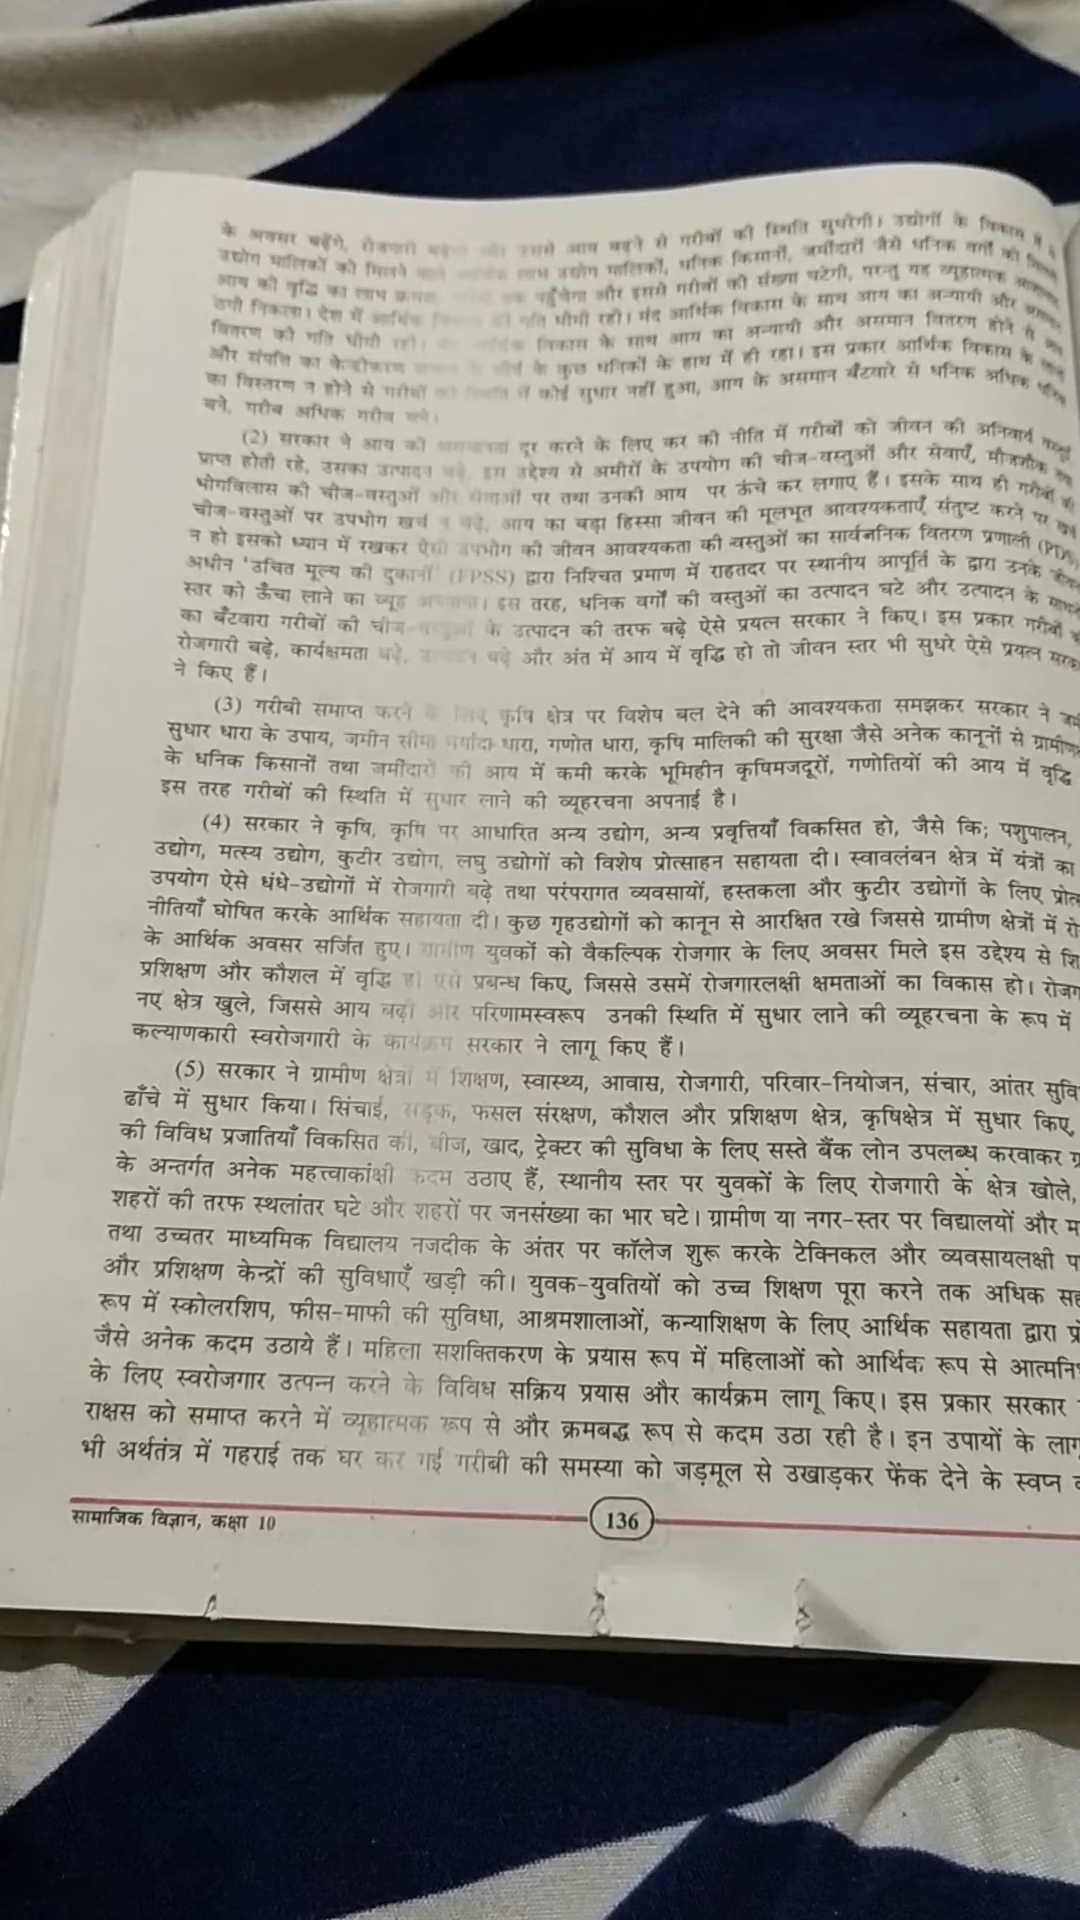 के अवसर बढ़ेंगे, रोजगारी उससे आय बढ़ने से गरीबों की स्थिति सुधरेगी। उद्योगों के विकास
उद्योग मालिकों को मिलने लाभ उद्योग मालिकों, धनिक किसानों, जमींदारों जैसे धनिक वर्गों की
आय की वृद्धि का लाभ पहुँचेगा और इससे गरीबों की संख्या घटेगी, परन्तु यह व्यूहात्मक
ठगी निकला। देश में आर्थिक की गति धीमी रही। मंद आर्थिक विकास के साथ आय का अन्यायी और
वितरण की गति धीमी रही। विकास के साथ आय का अन्यायी और असमान वितरण होने से
और संपत्ति का केन्द्रीकरण के कुछ धनिकों के हाथ में ही रहा। इस प्रकार आर्थिक विकास के
का विस्तरण न होने से गरीबों की स्थिति में कोई सुधार नहीं हुआ, आय के असमान बँटवारे से धनिक अधिक धनिक
बने, गरीब अधिक गरीब बने।
(2) सरकार ने आय की असमानता दूर करने के लिए कर की नीति में गरीबों को जीवन की अनिवार्य
प्राप्त होती रहे, उसका उत्पादन बढ़े, इस उद्देश्य से अमीरों के उपयोग की चीज-वस्तुओं और सेवाएँ, मौजशौक
भोगविलास की चीज-वस्तुओं और सेवाओं पर तथा उनकी आय पर ऊंचे कर लगाए हैं। इसके साथ ही गरीबों की
चीज-वस्तुओं पर उपभोग खर्च न बढ़े, आय का बड़ा हिस्सा जीवन की मूलभूत आवश्यकताएँ संतुष्ट करने पर खर्च
न हो इसको ध्यान में रखकर ऐसी उपभोग की जीवन आवश्यकता की वस्तुओं का सार्वजनिक वितरण प्रणाली (PDS)
अधीन 'उचित मूल्य की दुकानों' (FPSS) द्वारा निश्चित प्रमाण में राहतदर पर स्थानीय आपूर्ति के द्वारा उनके जीवन
स्तर को ऊँचा लाने का व्यूह अपनाया। इस तरह, धनिक वर्गों की वस्तुओं का उत्पादन घटे और उत्पादन के
का बँटवारा गरीबों की चीज-वस्तुओं के उत्पादन की तरफ बढ़े ऐसे प्रयत्न सरकार ने किए। इस प्रकार गरीबों
रोजगारी बढ़े, कार्यक्षमता बढ़े, उत्पादन बढ़े और अंत में आय में वृद्धि हो तो जीवन स्तर भी सुधरे ऐसे प्रयत्न
ने किए हैं।
(3) गरीबी समाप्त करने के लिए कृषि क्षेत्र पर विशेष बल देने की आवश्यकता समझकर सरकार ने
सुधार धारा के उपाय, जमीन सीमा मर्यादा धारा, गणोत धारा, कृषि मालिकी की सुरक्षा जैसे अनेक कानूनों से ग्रामीण
के धनिक किसानों तथा जमींदारों की आय में कमी करके भूमिहीन कृषिमजदूरों, गणोतियों की आय में वृद्धि
इस तरह गरीबों की स्थिति में सुधार लाने की व्यूहरचना अपनाई है।
(4) सरकार ने कृषि, कृषि पर आधारित अन्य उद्योग, अन्य प्रवृत्तियाँ विकसित हो, जैसे कि; पशुपालन,
उद्योग, मत्स्य उद्योग, कुटीर उद्योग, लघु उद्योगों को विशेष प्रोत्साहन सहायता दी। स्वावलंबन क्षेत्र में यंत्रों का
उपयोग ऐसे धंधे-उद्योगों में रोजगारी बढ़े तथा परंपरागत व्यवसायों, हस्तकला और कुटीर उद्योगों के लिए
नीतियाँ घोषित करके आर्थिक सहायता दी। कुछ गृहउद्योगों को कानून से आरक्षित रखे जिससे ग्रामीण क्षेत्रों में
के आर्थिक अवसर सर्जित हुए। ग्रामीण युवकों को वैकल्पिक रोजगार के लिए अवसर मिले इस उद्देश्य से
प्रशिक्षण और कौशल में वृद्धि हो ऐसे प्रबन्ध किए, जिससे उसमें रोजगारलक्षी क्षमताओं का विकास हो।
नए क्षेत्र खुले, जिससे आय बढ़ी और परिणामस्वरूप उनकी स्थिति में सुधार लाने की व्यूहरचना के रूप में
कल्याणकारी स्वरोजगारी के कार्यक्रम सरकार ने लागू किए हैं।
(5) सरकार ने ग्रामीण क्षेत्रों में शिक्षण, स्वास्थ्य, आवास, रोजगारी, परिवार-नियोजन, संचार, आंतर
ढाँचे में सुधार किया। सिंचाई, सड़क, फसल संरक्षण, कौशल और प्रशिक्षण क्षेत्र, कृषिक्षेत्र में सुधार किए,
की विविध प्रजातियाँ विकसित की, बीज, खाद, ट्रेक्टर की सुविधा के लिए सस्ते बैंक लोन उपलब्ध करवाकर
के अन्तर्गत अनेक महत्त्वाकांक्षी कदम उठाए हैं, स्थानीय स्तर पर युवकों के लिए रोजगारी के क्षेत्र खोले,
शहरों की तरफ स्थलांतर घटे और शहरों पर जनसंख्या का भार घटे। ग्रामीण या नगर-स्तर पर विद्यालयों और
तथा उच्चतर माध्यमिक विद्यालय नजदीक के अंतर पर कॉलेज शुरू करके टेक्निकल और व्यवसायलक्षी
और प्रशिक्षण केन्द्रों की सुविधाएँ खड़ी की। युवक-युवतियों को उच्च शिक्षण पूरा करने तक अधिक
रूप में स्कोलरशिप, फीस-माफी की सुविधा, आश्रमशालाओं, कन्याशिक्षण के लिए आर्थिक सहायता द्वारा
जैसे अनेक कदम उठाये हैं। महिला सशक्तिकरण के प्रयास रूप में महिलाओं को आर्थिक रूप से
के लिए स्वरोजगार उत्पन्न करने के विविध सक्रिय प्रयास और कार्यक्रम लागू किए। इस प्रकार सरकार
राक्षस को समाप्त करने में व्यूहात्मक रूप से और क्रमबद्ध रूप से कदम उठा रही है। इन उपायों के
भी अर्थतंत्र में गहराई तक घर कर गई गरीबी की समस्या को जड़मूल से उखाड़कर फेंक देने के स्वप्न
सामाजिक विज्ञान, कक्षा 10
136